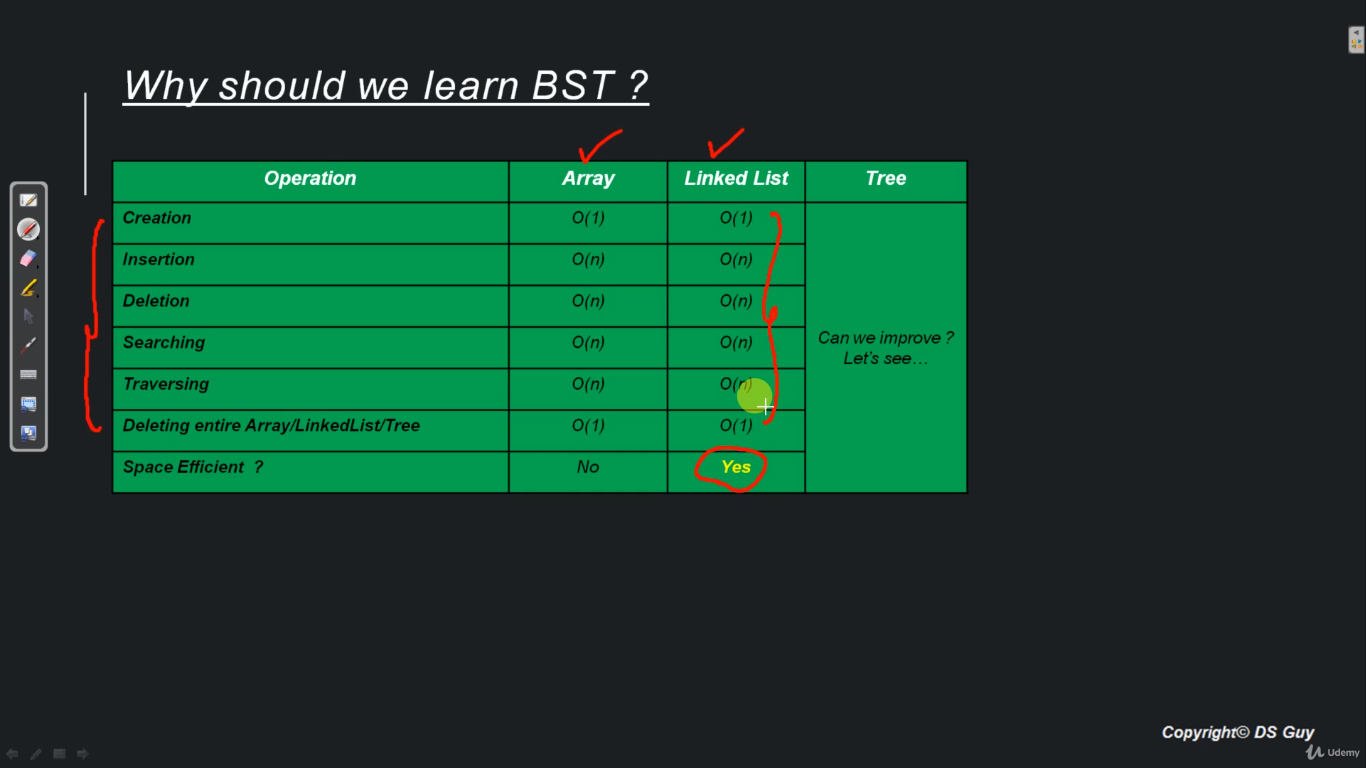 Why should we learn BST ?
Operation Array Linked List Tree
Creation O(1) O(1)
Insertion O(n) O(n)
Deletion O(n) O(n)
Searching O(n) O(n)
Can we improve ?
Let's see...
Traversing O(n) O(n)
Deleting entire Array/LinkedList/Tree O(1) O(1)
Space Efficient ? No Yes
Copyright© DS Guy
Udemy